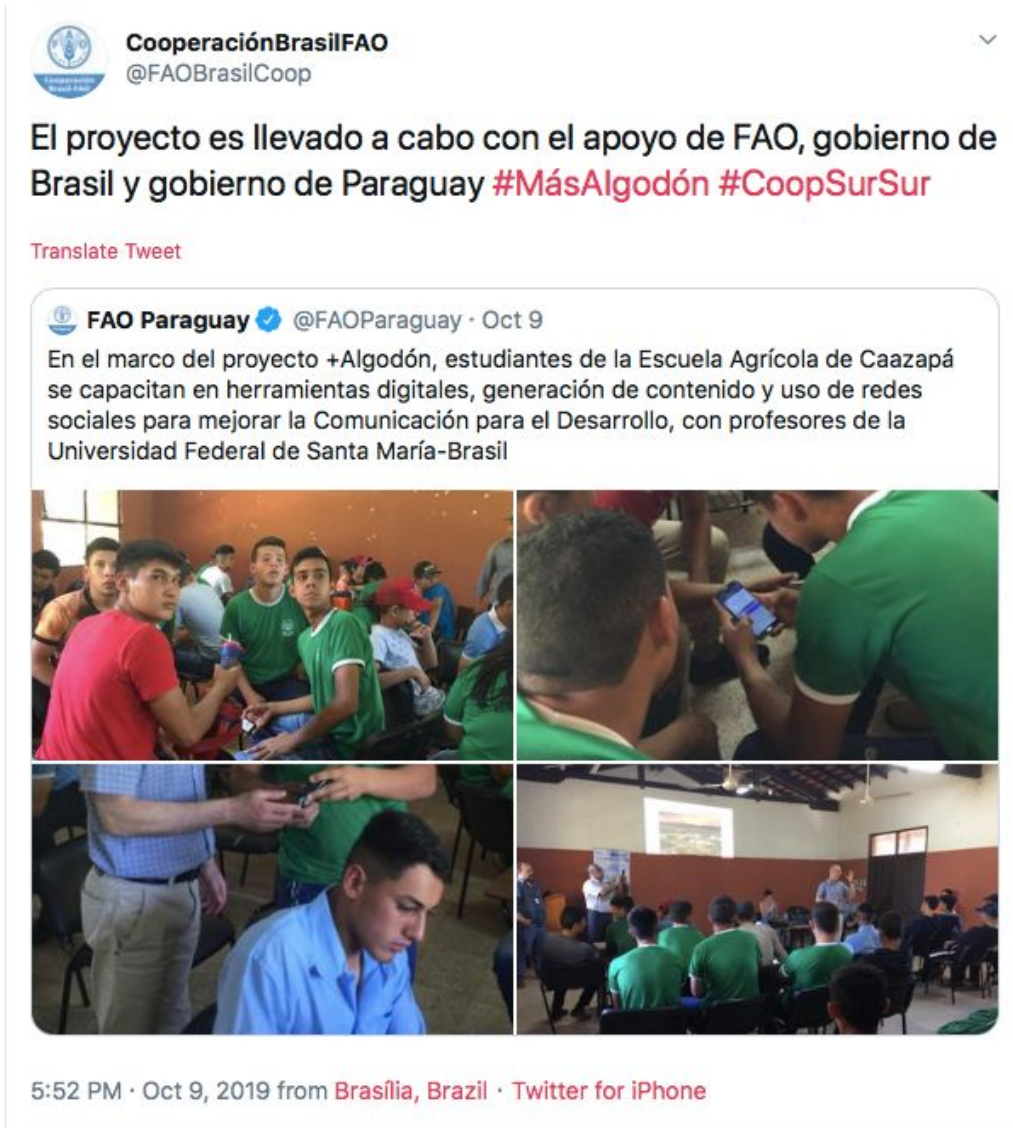 CooperaciónBrasilFAO
@FAOBrasilCoop
El proyecto es llevado a cabo con el apoyo de FAO, gobierno de
Brasil y gobierno de Paraguay #MásAlgodón #CoopSurSur
Translate Tweet
FAO Paraguay @FAOParaguay · Oct 9
En el marco del proyecto +Algodón, estudiantes de la Escuela Agrícola de Caazapá
se capacitan en herramientas digitales, generación de contenido y uso de redes
sociales para mejorar la Comunicación para el Desarrollo, con profesores de la
Universidad Federal de Santa María-Brasil
5:52 PM · Oct 9, 2019 from Brasília, Brazil · Twitter for iPhone